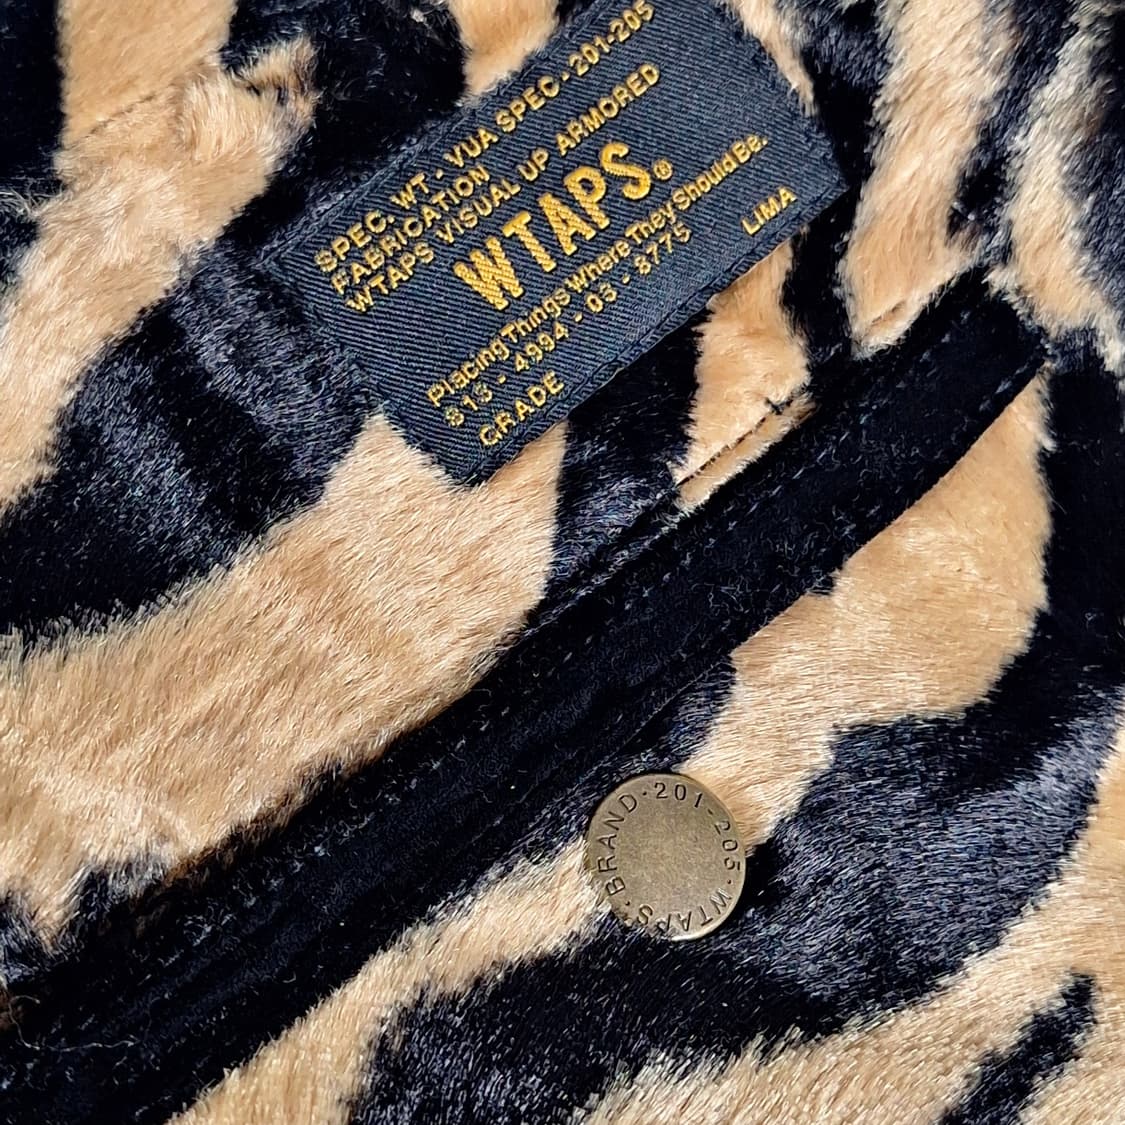 SPEC. WT - VUA SPEC - 201-205
FABRICATION
WTAPS VISUAL UP ARMORED
WTAPS.®
Placing Things Where They Should Be.
813 - 4994 - 03 - 8775
GRADE LIMA
BRAND·201-205·WTAPS·